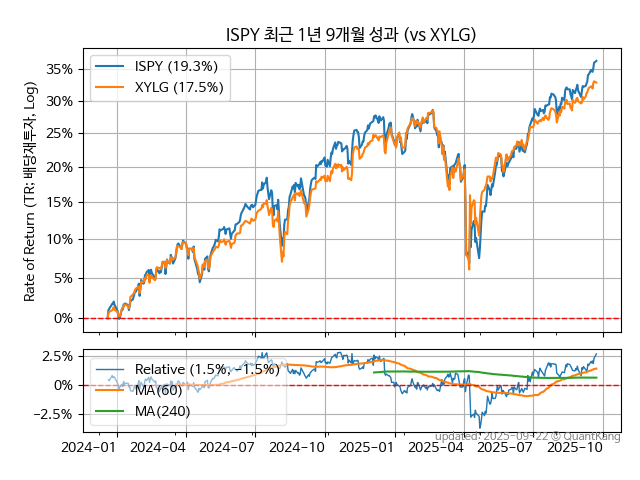 ISPY 최근 1년 9개월 성과 (vs XYLG)
Rate of Return (TR: 배당재투자, Log)
ISPY (19.3%)
XYLG (17.5%)
35%
30%
25%
20%
15%
10%
5%
0%
2.5%
0%
−2.5%
Relative (1.5%, −1.5%)
MA(60)
MA(240)
updated: 2025-09-22 © QuantKang
2024−01
2024−04
2024−07
2024−10
2025−01
2025−04
2025−07
2025−10